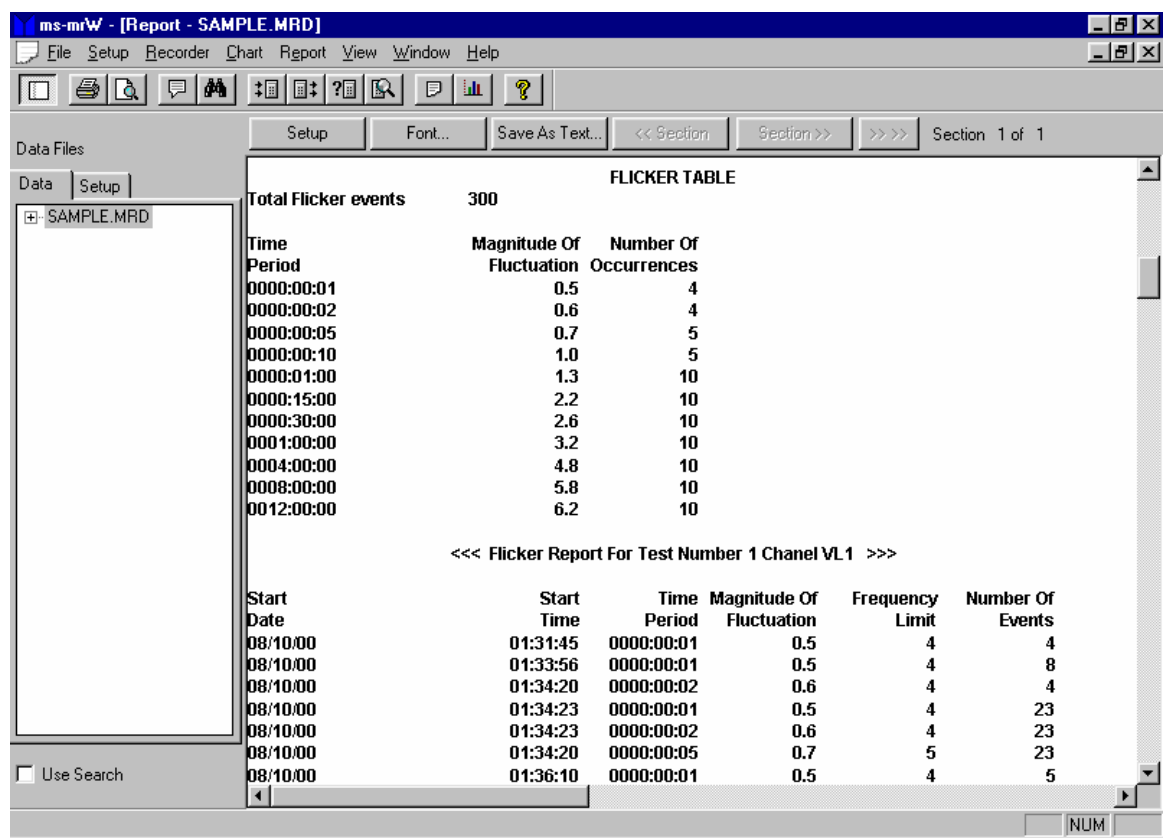 ms-mrW - [Report - SAMPLE.MRD]
File Setup Recorder Chart Report View Window Help
Setup Font... Save As Text... << Section Section >> >> >> Section 1 of 1
Data Files
Data Setup
SAMPLE.MRD
Use Search
FLICKER TABLE
Total Flicker events 300
Time Magnitude Of Number Of
Period Fluctuation Occurrences
0000:00:01 0.5 4
0000:00:02 0.6 4
0000:00:05 0.7 5
0000:00:10 1.0 5
0000:01:00 1.3 10
0000:15:00 2.2 10
0000:30:00 2.6 10
0001:00:00 3.2 10
0004:00:00 4.8 10
0008:00:00 5.8 10
0012:00:00 6.2 10
<<< Flicker Report For Test Number 1 Chanel VL1 >>>
Start Start Time Magnitude Of Frequency Number Of
Date Time Period Fluctuation Limit Events
08/10/00 01:31:45 0000:00:01 0.5 4 4
08/10/00 01:33:56 0000:00:01 0.5 4 8
08/10/00 01:34:20 0000:00:02 0.6 4 4
08/10/00 01:34:23 0000:00:01 0.5 4 23
08/10/00 01:34:23 0000:00:02 0.6 4 23
08/10/00 01:34:20 0000:00:05 0.7 5 23
08/10/00 01:36:10 0000:00:01 0.5 4 5
NUM